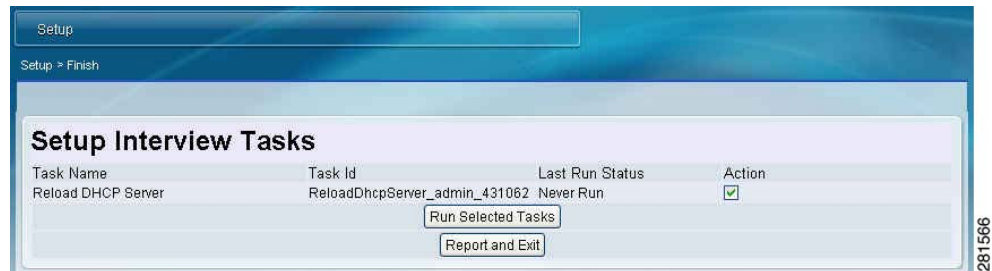 Setup
Setup > Finish
Setup Interview Tasks
Task Name Task Id Last Run Status Action
Reload DHCP Server ReloadDhcpServer_admin_431062 Never Run
Run Selected Tasks
Report and Exit
281566